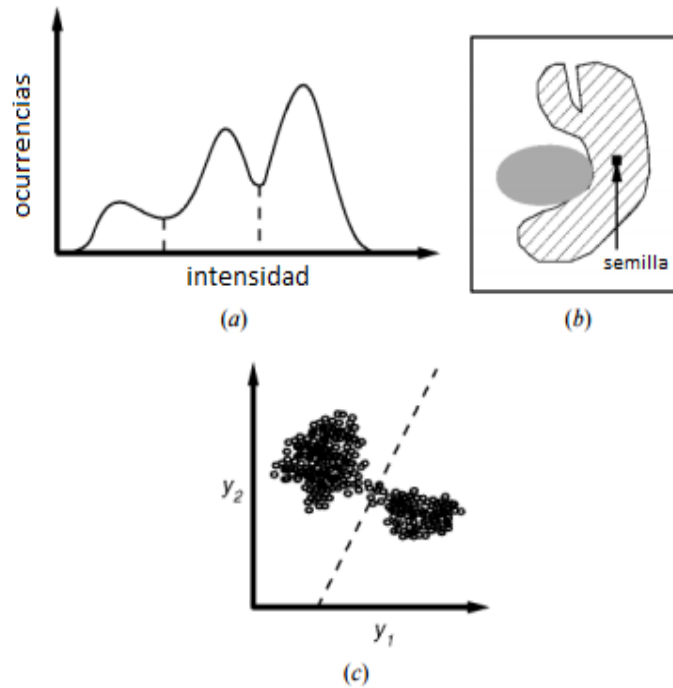 ocurrencias
intensidad
(a)
semilla
(b)
y2
y1
(c)